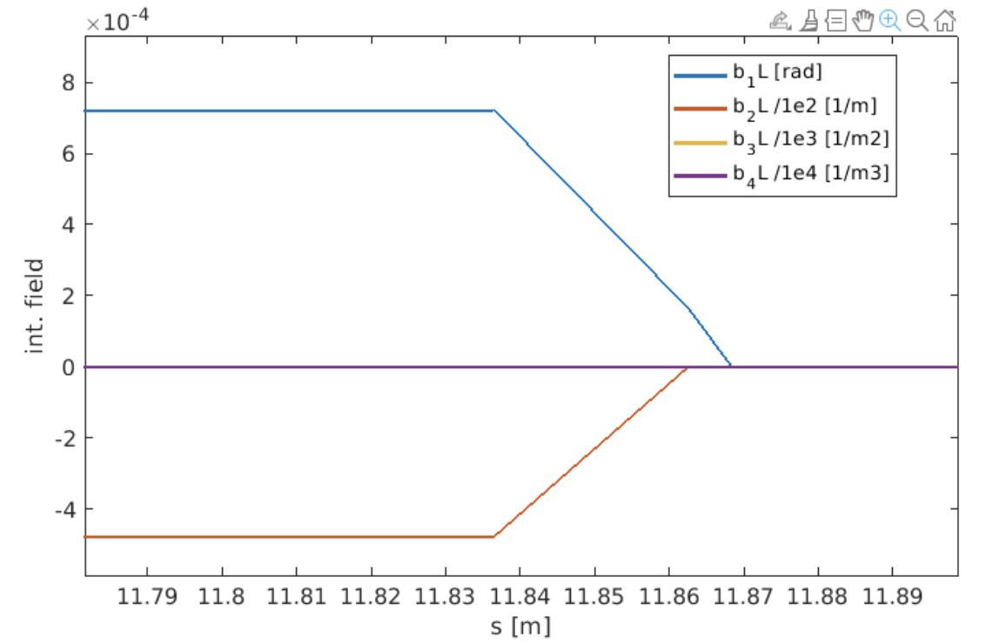 ×10⁻⁴
8
6
4
2
0
-2
-4
int. field
b₁L [rad]
b₂L /1e2 [1/m]
b₃L /1e3 [1/m2]
b₄L /1e4 [1/m3]
11.79 11.8 11.81 11.82 11.83 11.84 11.85 11.86 11.87 11.88 11.89
s [m]